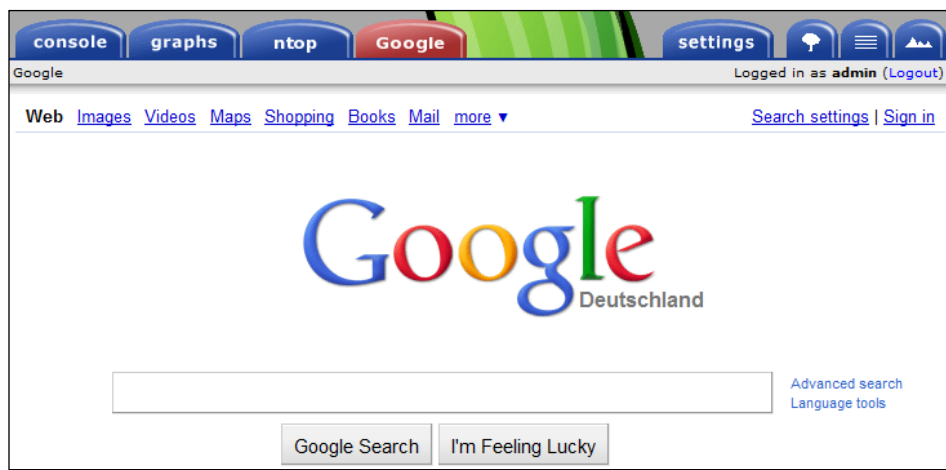 console graphs ntop Google settings
Google Logged in as admin (Logout)
Web Images Videos Maps Shopping Books Mail more ▼ Search settings | Sign in
Google
Deutschland
Advanced search
Language tools
Google Search I'm Feeling Lucky